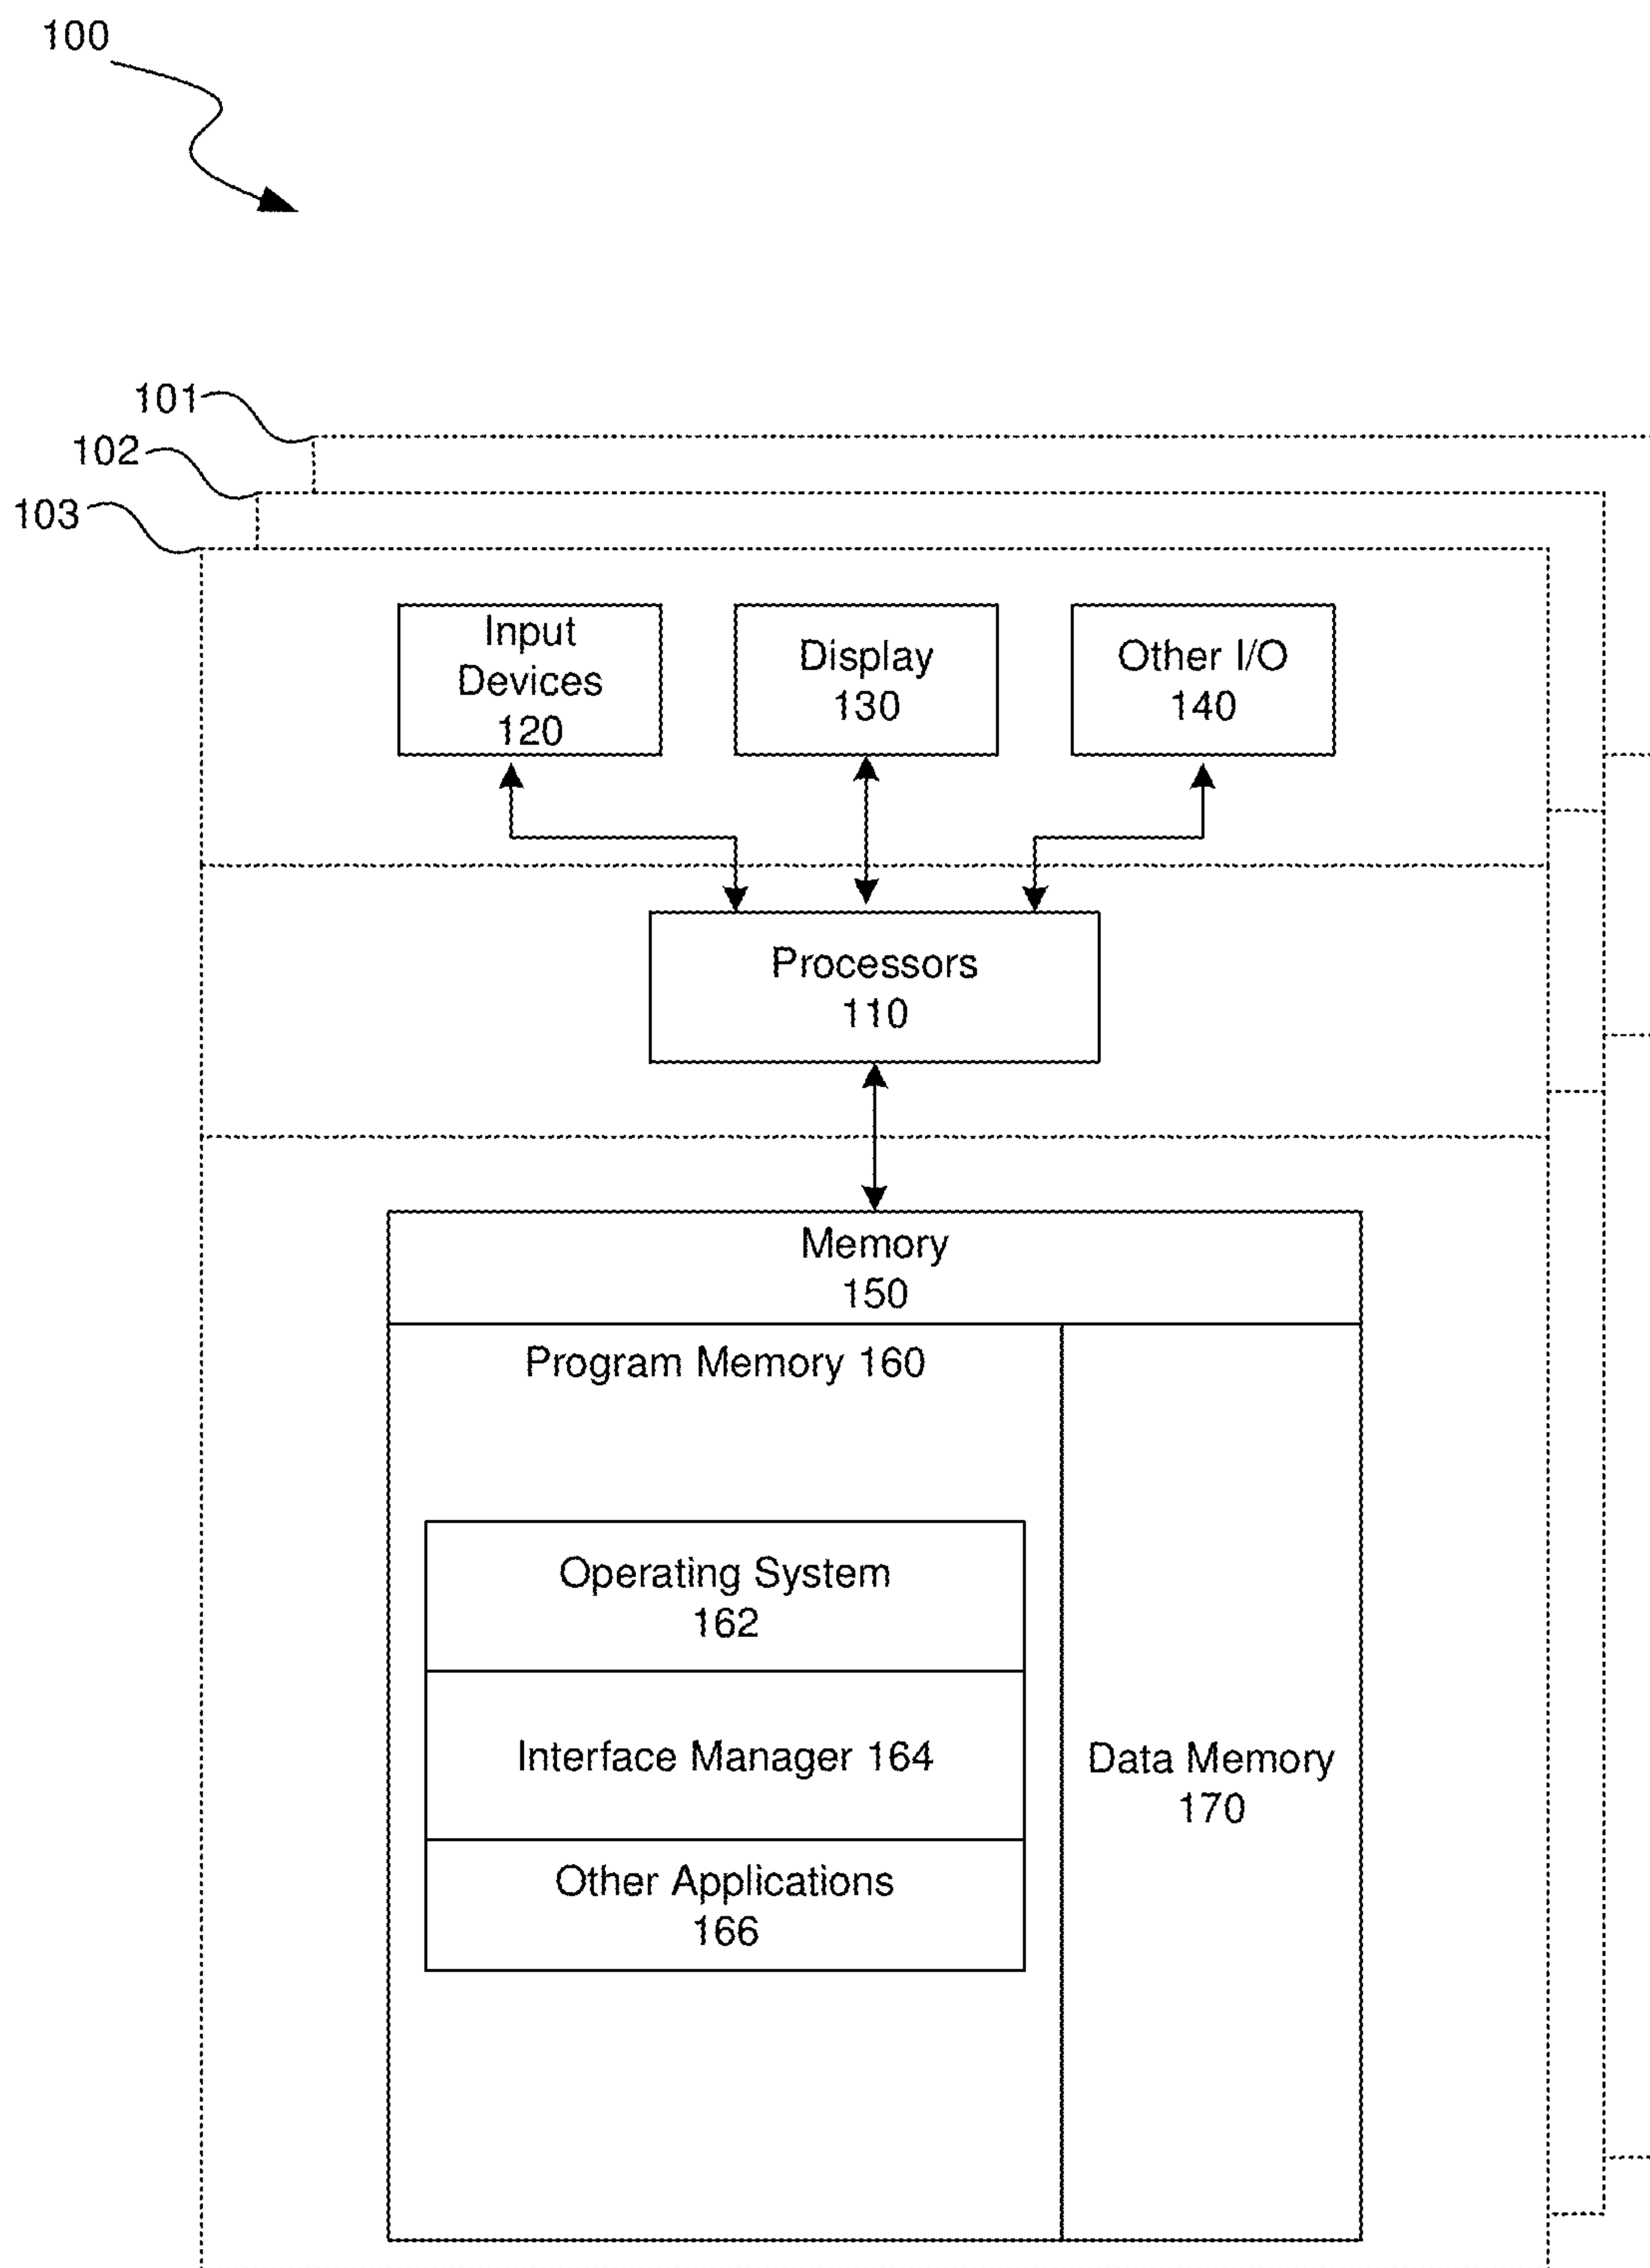 100
101
102
103
Input
Devices
120
Display
130
Other I/O
140
Processors
110
Memory
150
Program Memory 160
Operating System
162
Interface Manager 164
Other Applications
166
Data Memory
170